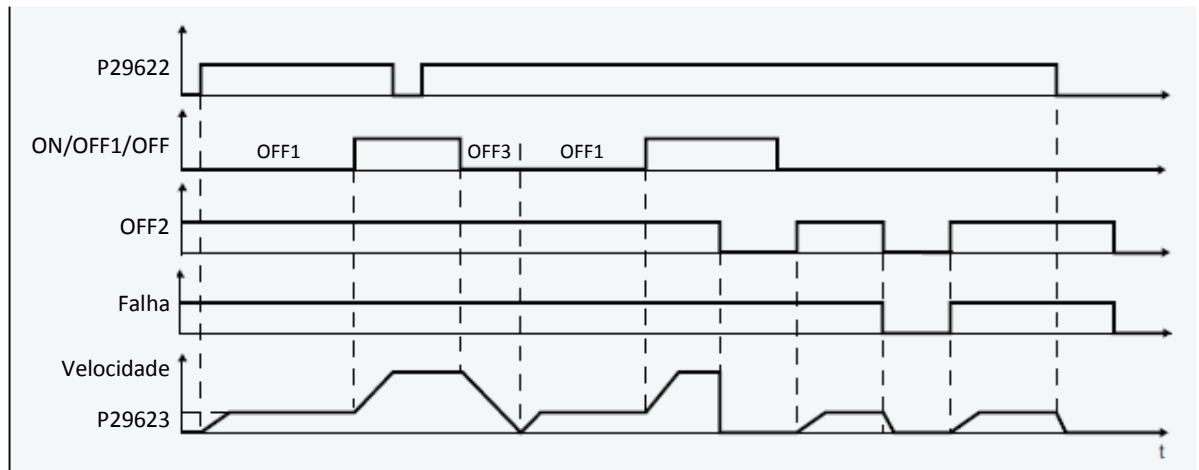 P29622
ON/OFF1/OFF
OFF1
OFF3
OFF1
OFF2
Falha
Velocidade
P29623
t